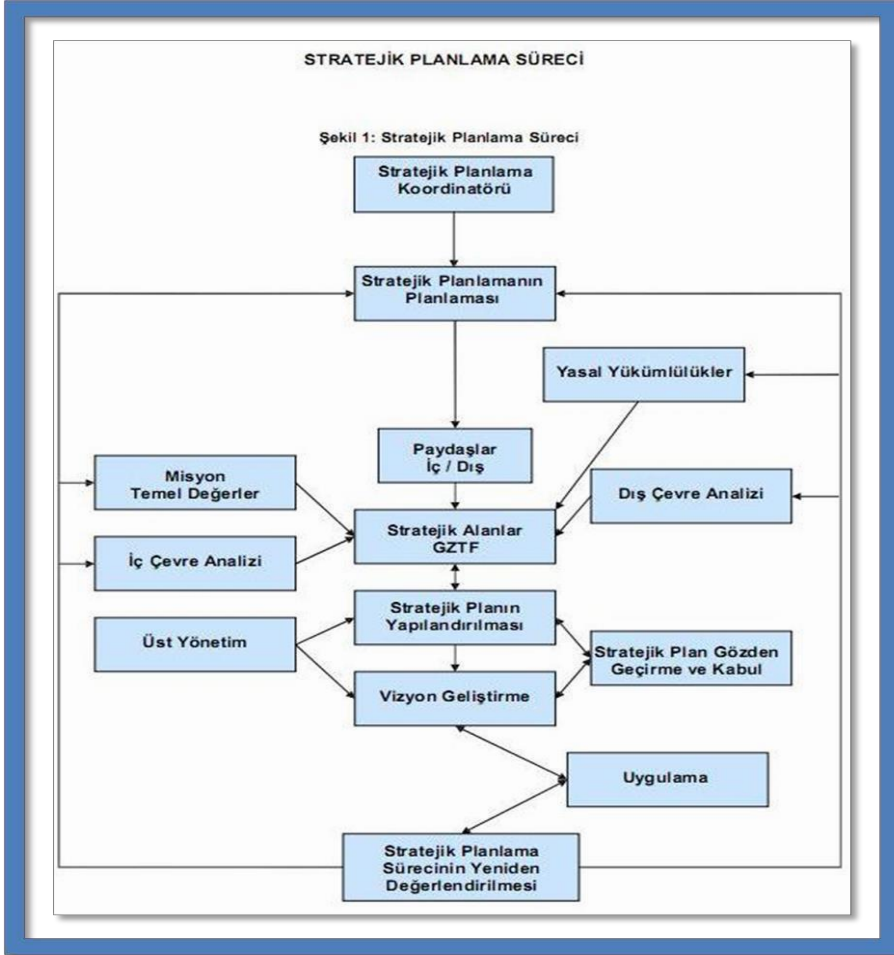 STRATEJİK PLANLAMA SÜRECİ
Şekil 1: Stratejik Planlama Süreci
Stratejik Planlama
Koordinatörü
Stratejik Planlamanın
Planlaması
Yasal Yükümlülükler
Paydaşlar
İç / Dış
Misyon
Temel Değerler
Dış Çevre Analizi
Stratejik Alanlar
GZTF
İç Çevre Analizi
Stratejik Planın
Yapılandırılması
Üst Yönetim
Stratejik Plan Gözden
Geçirme ve Kabul
Vizyon Geliştirme
Uygulama
Stratejik Planlama
Sürecinin Yeniden
Değerlendirilmesi